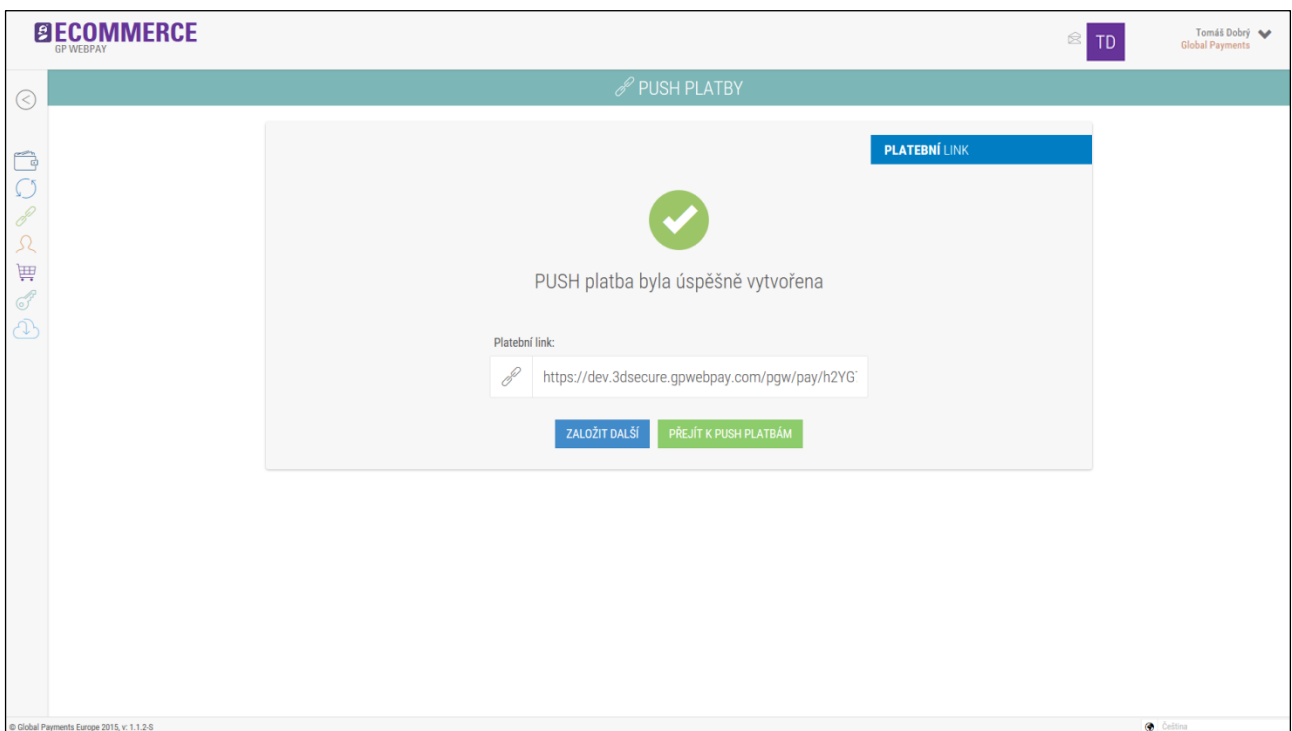 ECOMMERCE
GP WEBPAY
TD
Tomáš Dobrý
Global Payments
PUSH PLATBY
PLATEBNÍ LINK
PUSH platba byla úspěšně vytvořena
Platební link:
https://dev.3dsecure.gpwebpay.com/pgw/pay/h2YG
ZALOŽIT DALŠÍ
PŘEJÍT K PUSH PLATBÁM
© Global Payments Europe 2015, v: 1.1.2-S
Čeština